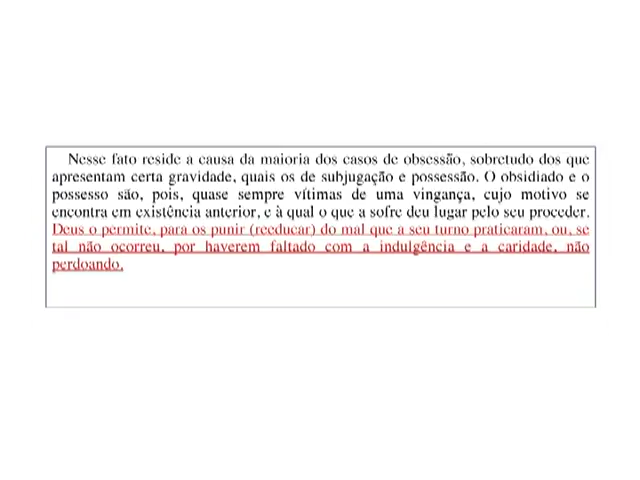 Nesse fato reside a causa da maioria dos casos de obsessão, sobretudo dos que
apresentam certa gravidade, quais os de subjugação e possessão. O obsidiado e o
possesso são, pois, quase sempre vítimas de uma vingança, cujo motivo se
encontra em existência anterior, e à qual o que a sofre deu lugar pelo seu proceder.
Deus o permite, para os punir (reeducar) do mal que a seu turno praticaram, ou, se
tal não ocorreu, por haverem faltado com a indulgência e a caridade, não
perdoando.